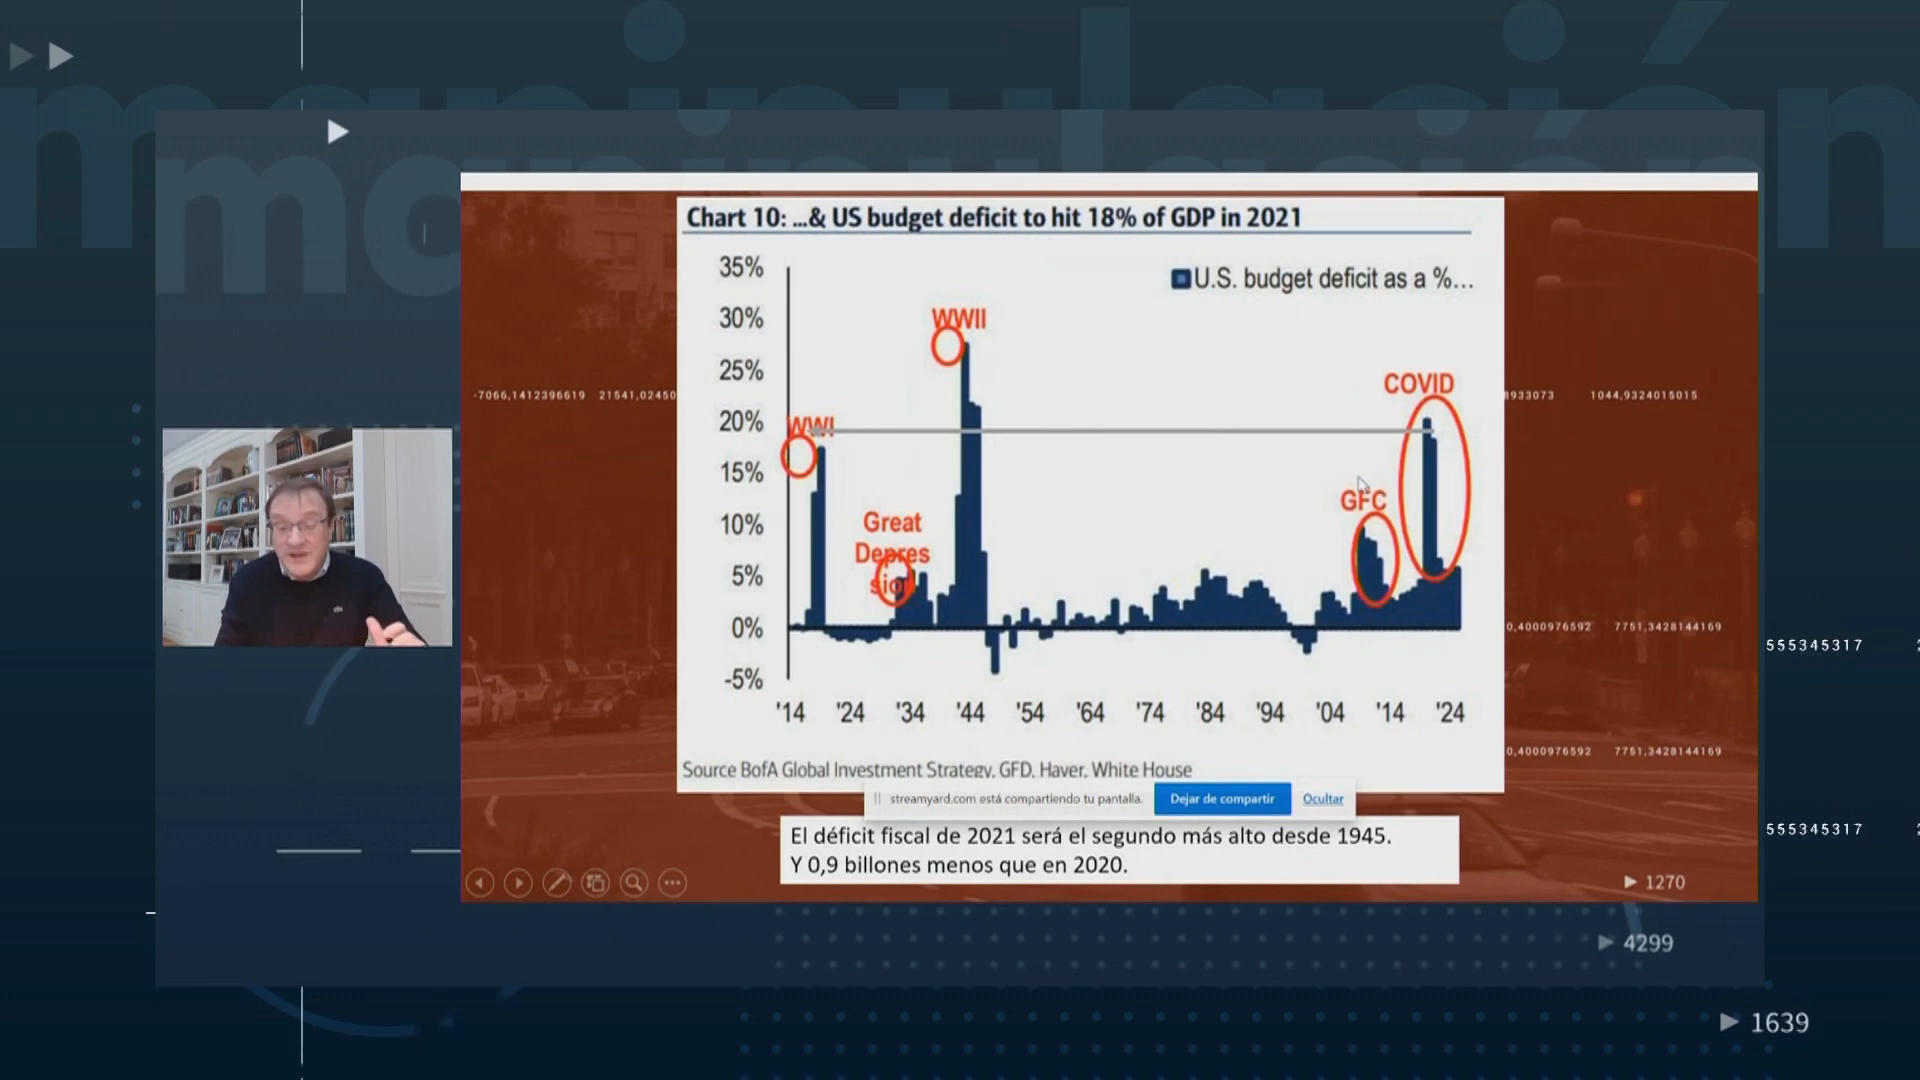 manipulación
Chart 10: ...& US budget deficit to hit 18% of GDP in 2021
U.S. budget deficit as a %...
35%
30%
25%
20%
15%
10%
5%
0%
-5%
WWI
Great
Depres
sion
WWII
GFC
COVID
'14 '24 '34 '44 '54 '64 '74 '84 '94 '04 '14 '24
Source BofA Global Investment Strategy, GFD, Haver, White House
streamyard.com está compartiendo tu pantalla. Dejar de compartir Ocultar
El déficit fiscal de 2021 será el segundo más alto desde 1945.
Y 0,9 billones menos que en 2020.
-7066,1412396619 21541,02450
8933073 1044,9324015015
0,4000976592 7751,3428144169
555345317
0,4000976592 7751,3428144169
555345317
1270
4299
1639